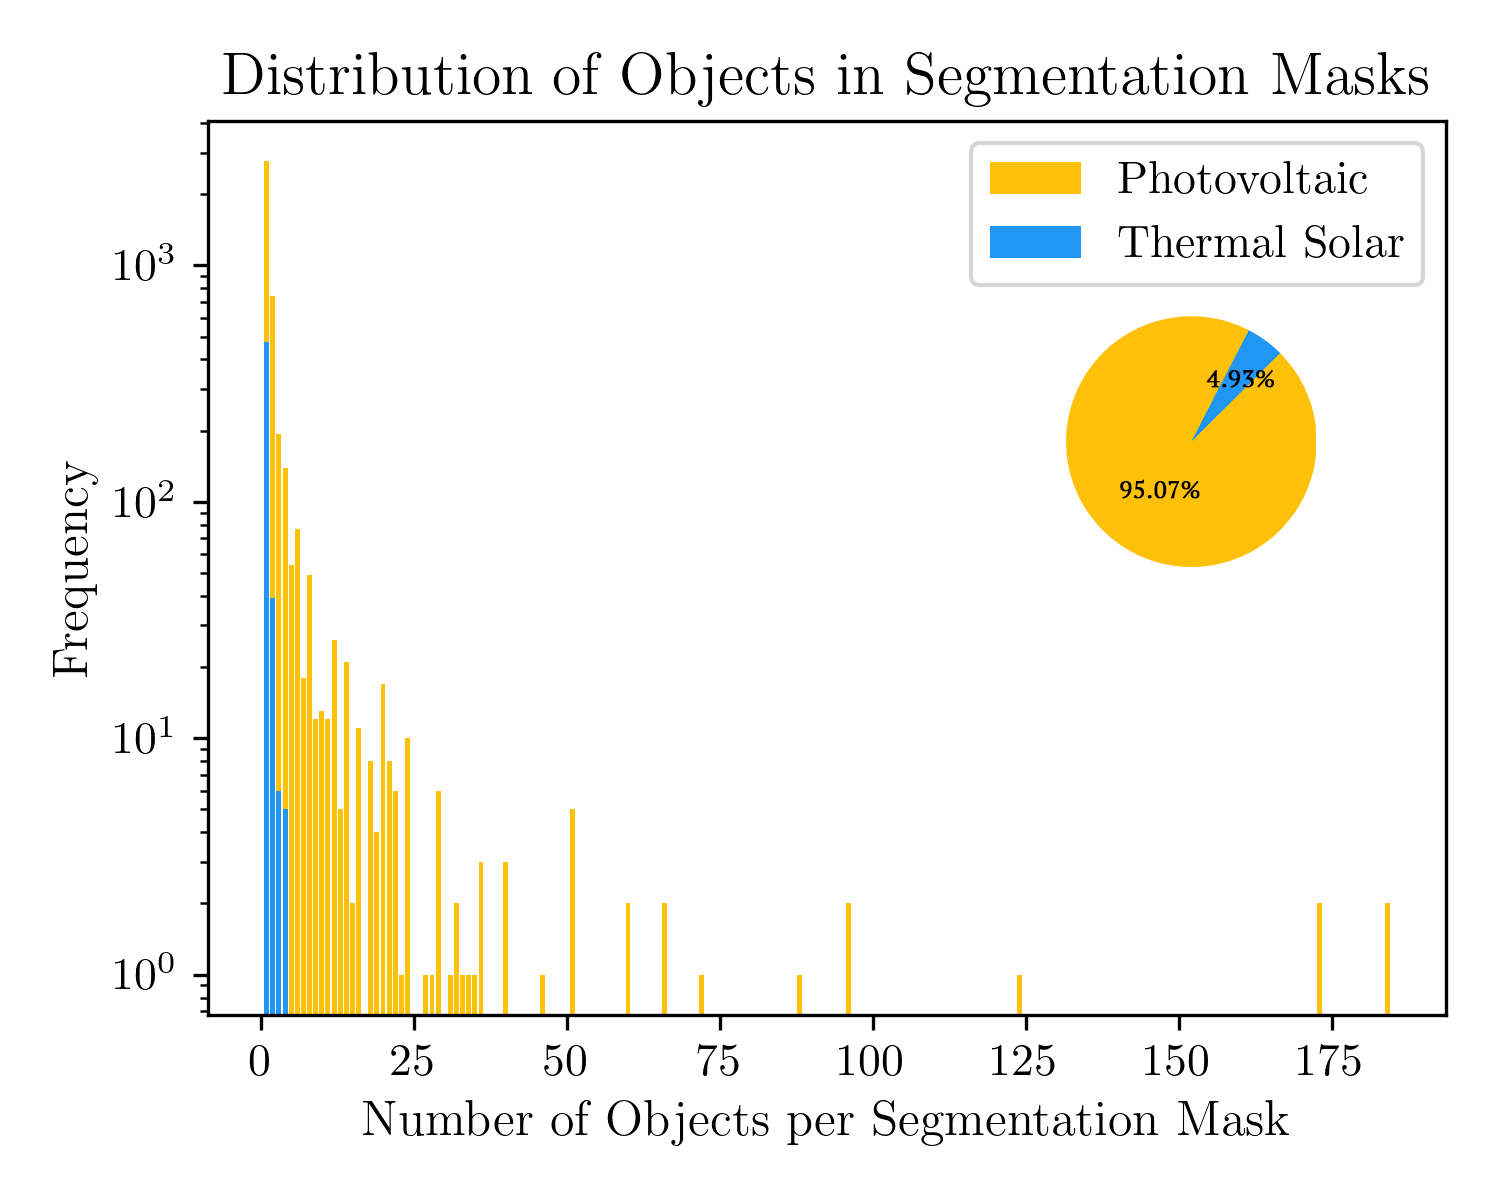 Distribution of Objects in Segmentation Masks
Photovoltaic
Thermal Solar
4.93%
95.07%
Frequency
10³
10²
10¹
10⁰
0 25 50 75 100 125 150 175
Number of Objects per Segmentation Mask